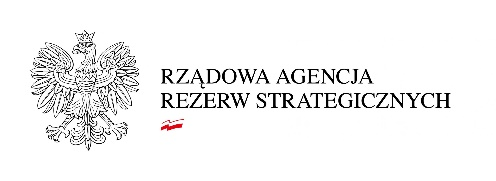 RZĄDOWA AGENCJA
REZERW STRATEGICZNYCH